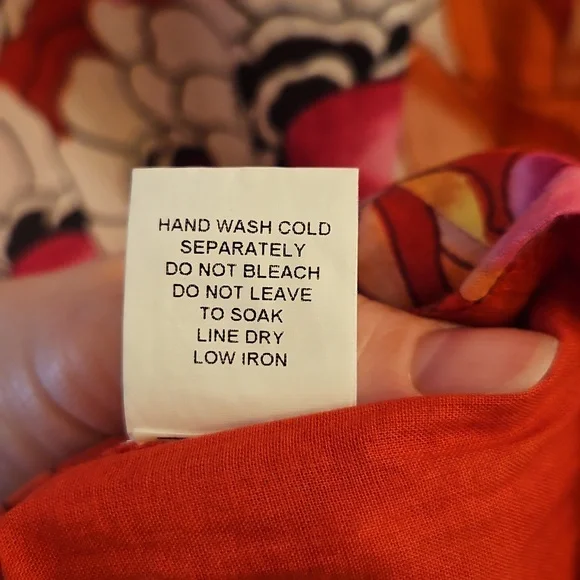 HAND WASH COLD
SEPARATELY
DO NOT BLEACH
DO NOT LEAVE
TO SOAK
LINE DRY
LOW IRON